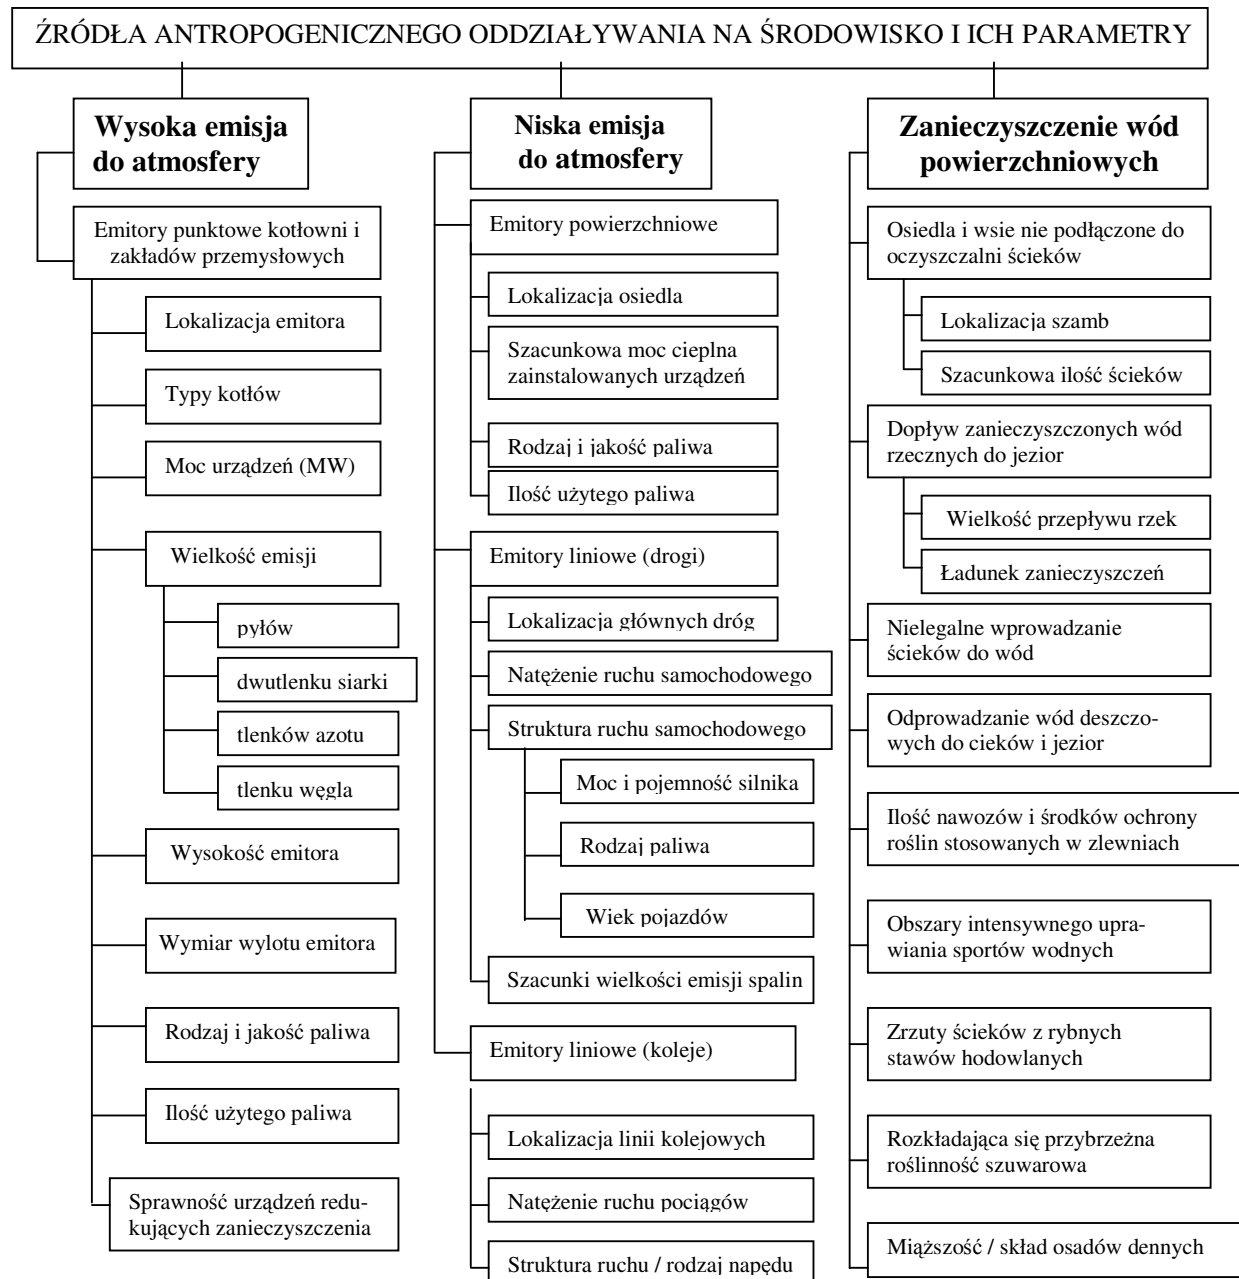 ŹRÓDŁA ANTROPOGENICZNEGO ODDZIAŁYWANIA NA ŚRODOWISKO I ICH PARAMETRY
Wysoka emisja
do atmosfery
Emitory punktowe kotłowni i
zakładów przemysłowych
Lokalizacja emitora
Typy kotłów
Moc urządzeń (MW)
Wielkość emisji
pyłów
dwutlenku siarki
tlenków azotu
tlenku węgla
Wysokość emitora
Wymiar wylotu emitora
Rodzaj i jakość paliwa
Ilość użytego paliwa
Sprawność urządzeń redu-
kujących zanieczyszczenia
Niska emisja
do atmosfery
Emitory powierzchniowe
Lokalizacja osiedla
Szacunkowa moc cieplna
zainstalowanych urządzeń
Rodzaj i jakość paliwa
Ilość użytego paliwa
Emitory liniowe (drogi)
Lokalizacja głównych dróg
Natężenie ruchu samochodowego
Struktura ruchu samochodowego
Moc i pojemność silnika
Rodzaj paliwa
Wiek pojazdów
Szacunki wielkości emisji spalin
Emitory liniowe (koleje)
Lokalizacja linii kolejowych
Natężenie ruchu pociągów
Struktura ruchu / rodzaj napędu
Zanieczyszczenie wód
powierzchniowych
Osiedla i wsie nie podłączone do
oczyszczalni ścieków
Lokalizacja szamb
Szacunkowa ilość ścieków
Dopływ zanieczyszczonych wód
rzecznych do jezior
Wielkość przepływu rzek
Ładunek zanieczyszczeń
Nielegalne wprowadzanie
ścieków do wód
Odprowadzanie wód deszczo-
wych do cieków i jezior
Ilość nawozów i środków ochrony
roślin stosowanych w zlewniach
Obszary intensywnego upra-
wiania sportów wodnych
Zrzuty ścieków z rybnych
stawów hodowlanych
Rozkładająca się przybrzeżna
roślinność szuwarowa
Miąższość / skład osadów dennych